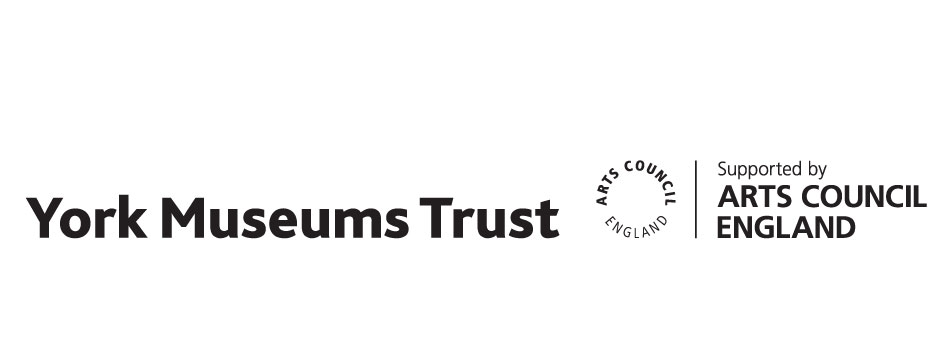 York Museums Trust
ARTS COUNCIL
ENGLAND
Supported by
ARTS COUNCIL
ENGLAND